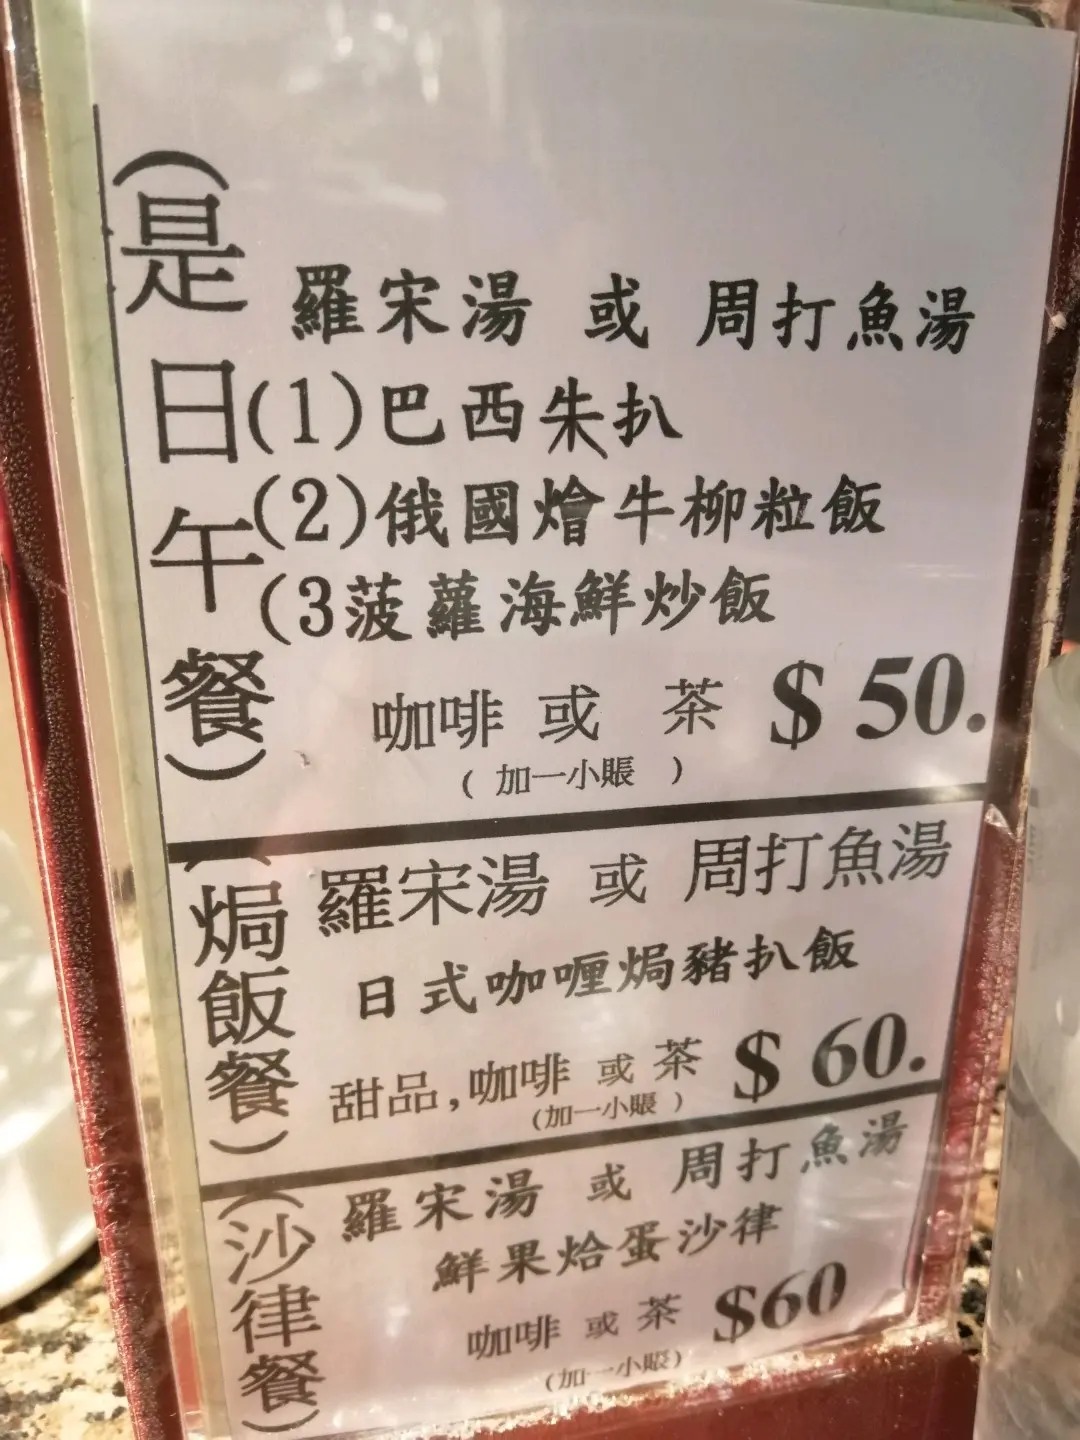 (是日午餐)
羅宋湯 或 周打魚湯
(1)巴西朱扒
(2)俄國燴牛柳粒飯
(3菠蘿海鮮炒飯
咖啡 或 茶 $50.
(加一小賬)
(焗飯餐)
羅宋湯 或 周打魚湯
日式咖喱焗豬扒飯
甜品,咖啡 或 茶 $60.
(加一小賬)
(沙律餐)
羅宋湯 或 周打魚湯
鮮果烚蛋沙律
咖啡 或 茶 $60
(加一小賬)